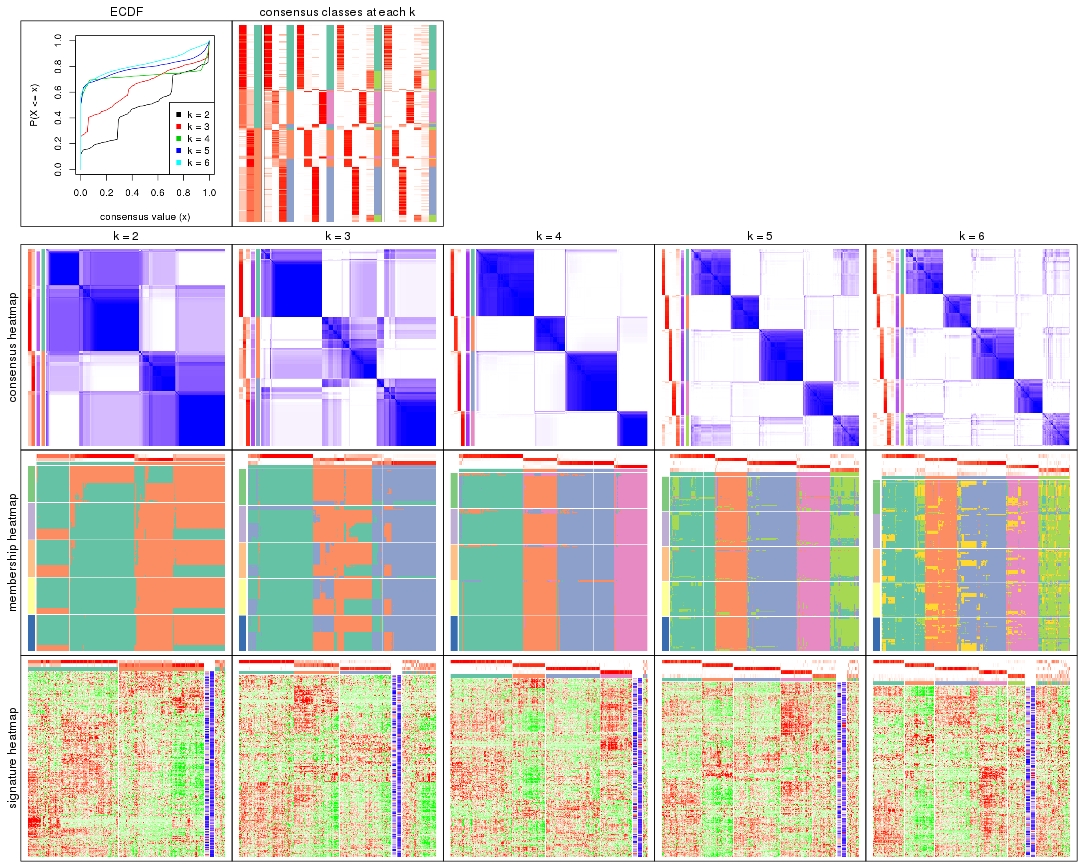 ECDF
consensus classes at each k
P(X <= x)
1.0
0.8
0.6
0.4
0.2
0.0
k = 2
k = 3
k = 4
k = 5
k = 6
0.0 0.2 0.4 0.6 0.8 1.0
consensus value (x)
k = 2
k = 3
k = 4
k = 5
k = 6
consensus heatmap
membership heatmap
signature heatmap